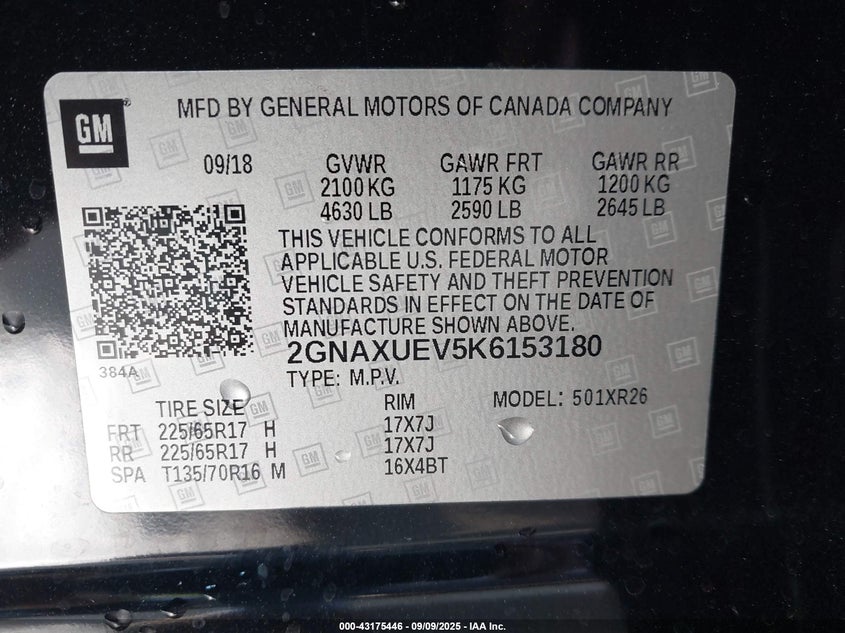 GM
®
MFD BY GENERAL MOTORS OF CANADA COMPANY
09/18 GVWR GAWR FRT GAWR RR
2100 KG 1175 KG 1200 KG
4630 LB 2590 LB 2645 LB
THIS VEHICLE CONFORMS TO ALL
APPLICABLE U.S. FEDERAL MOTOR
VEHICLE SAFETY AND THEFT PREVENTION
STANDARDS IN EFFECT ON THE DATE OF
MANUFACTURE SHOWN ABOVE.
2GNAXUEV5K6153180
384A
TYPE: M.P.V.
TIRE SIZE RIM MODEL: 501XR26
FRT 225/65R17 H 17X7J
RR 225/65R17 H 17X7J
SPA T135/70R16 M 16X4BT
000-43175446 - 09/09/2025 - IAA Inc.